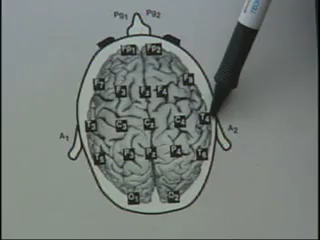 Pg1 Pg2
Fp1 Fp2
F7 F3 Fz F4 F8
A1 T3 C3 Cz C4 T4 A2
T5 P3 Pz P4 T6
O1 O2